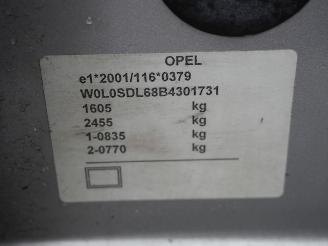 OPEL
e1*2001/116*0379
W0L0SDL68B4301731
1605 kg
2455 kg
1-0835 kg
2-0770 kg